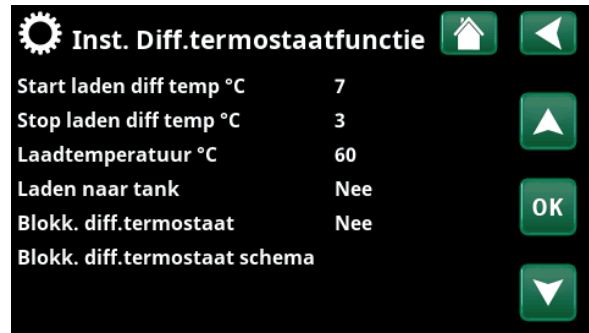 Inst. Diff.termostaatfunctie
Start laden diff temp °C 7
Stop laden diff temp °C 3
Laadtemperatuur °C 60
Laden naar tank Nee
Blokk. diff.termostaat Nee
OK
Blokk. diff.termostaat schema